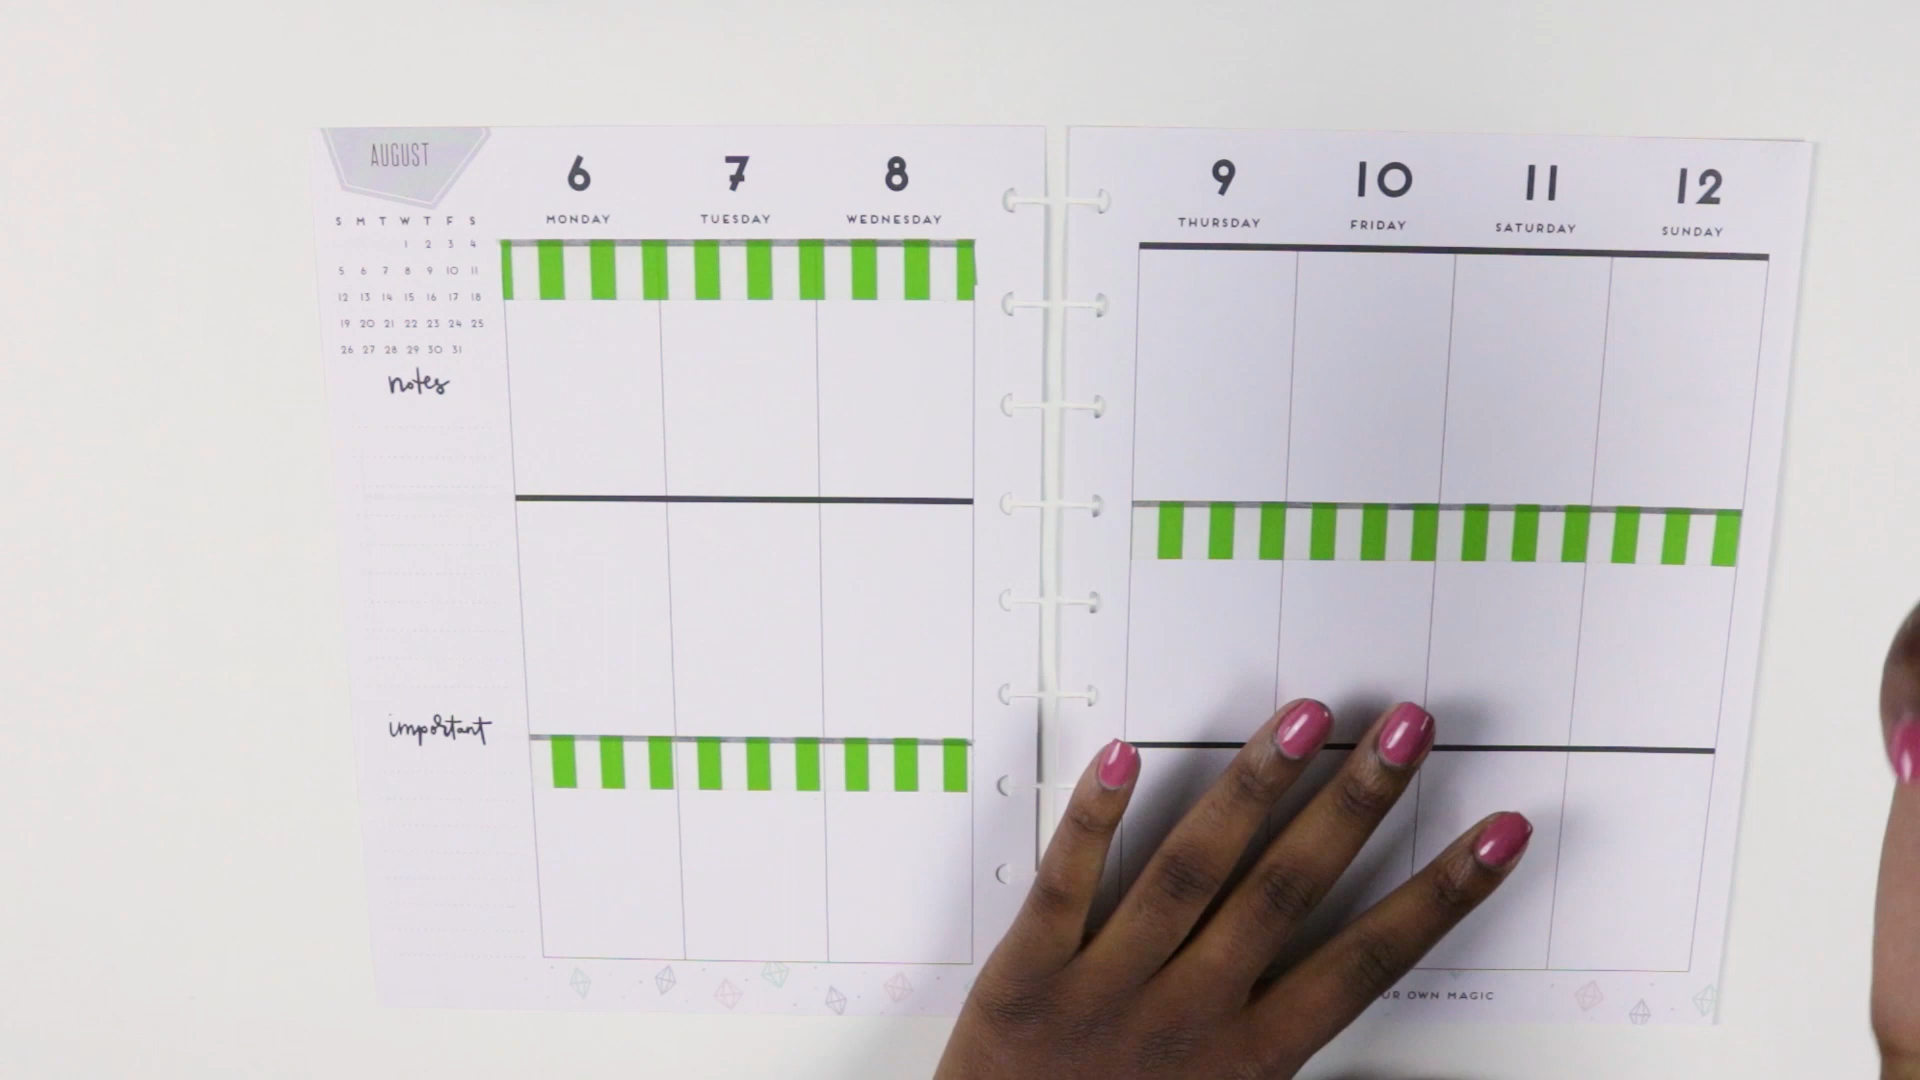 AUGUST
S M T W T F S
1 2 3 4
5 6 7 8 9 10 11
12 13 14 15 16 17 18
19 20 21 22 23 24 25
26 27 28 29 30 31
notes
important
6 7 8
MONDAY TUESDAY WEDNESDAY
9 10 11 12
THURSDAY FRIDAY SATURDAY SUNDAY
OWN MAGIC